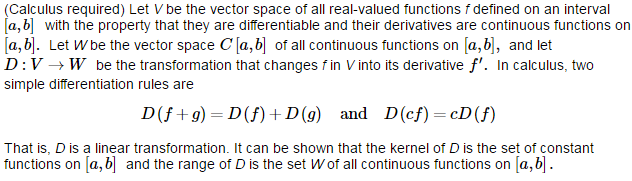 (Calculus required) Let V be the vector space of all real-valued functions f defined on an interval
[a,b] with the property that they are differentiable and their derivatives are continuous functions on
[a,b]. Let W be the vector space C[a,b] of all continuous functions on [a,b], and let
D : V → W be the transformation that changes f in V into its derivative f′. In calculus, two
simple differentiation rules are
D(f + g) = D(f) + D(g) and D(cf) = cD(f)
That is, D is a linear transformation. It can be shown that the kernel of D is the set of constant
functions on [a,b] and the range of D is the set W of all continuous functions on [a,b].